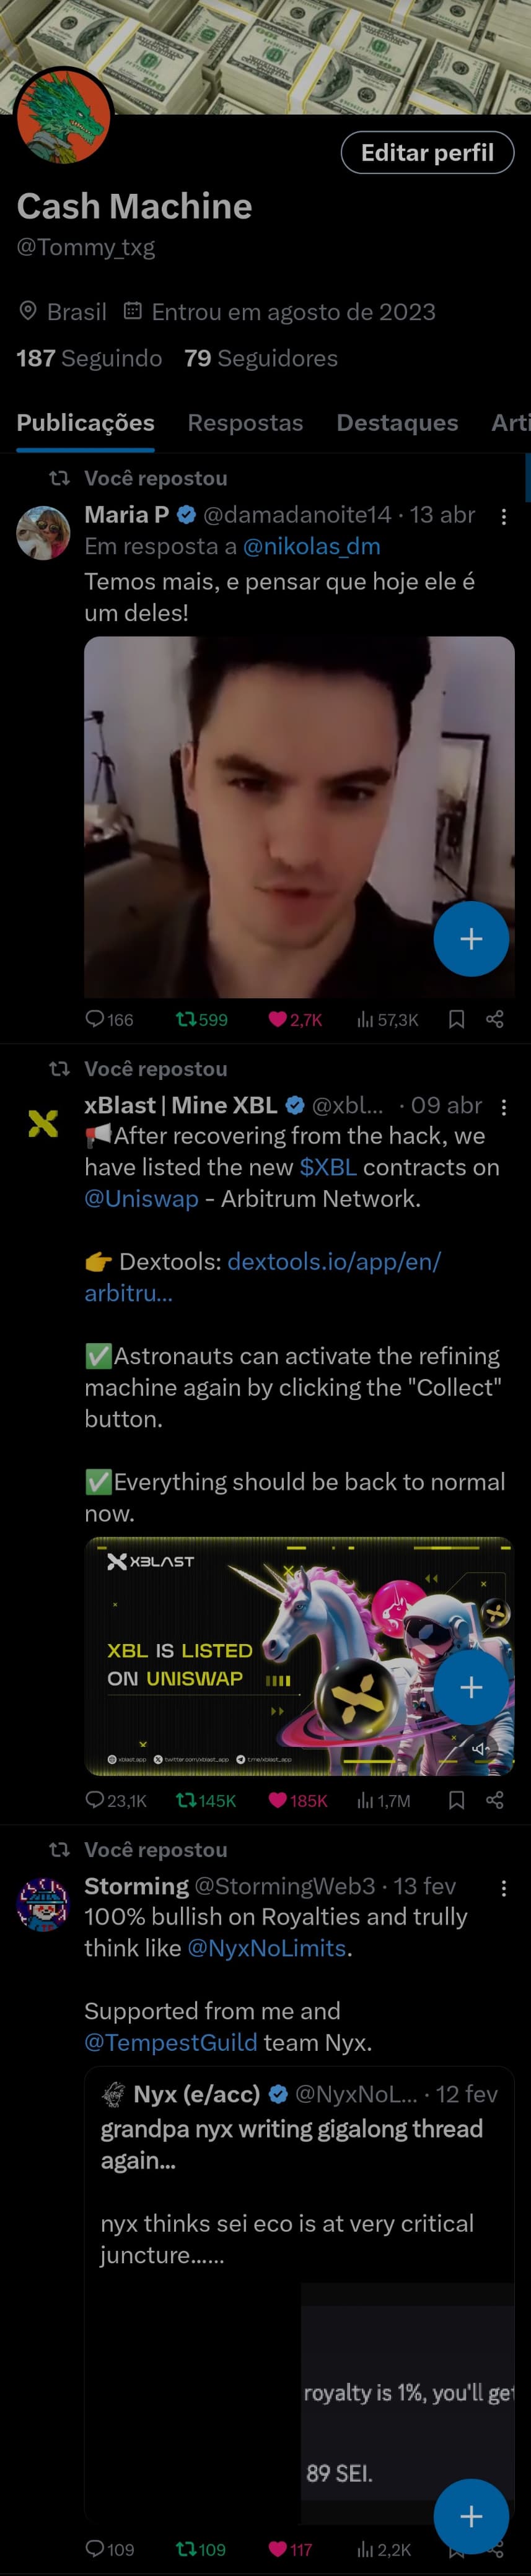 Editar perfil
Cash Machine
@Tommy_txg
Brasil Entrou em agosto de 2023
187 Seguindo 79 Seguidores
Publicações Respostas Destaques Arti
Você repostou
Maria P @damadanoite14 · 13 abr
Em resposta a @nikolas_dm
Temos mais, e pensar que hoje ele é
um deles!
166 599 2,7K 57,3K
Você repostou
xBlast | Mine XBL @xbl... · 09 abr
After recovering from the hack, we
have listed the new $XBL contracts on
@Uniswap - Arbitrum Network.
Dextools: dextools.io/app/en/
arbitru...
Astronauts can activate the refining
machine again by clicking the "Collect"
button.
Everything should be back to normal
now.
XBLAST
XBL IS LISTED
ON UNISWAP
xblast_app twitter.com/xblast_app t.me/xblast_app
23,1K 145K 185K 1,7M
Você repostou
Storming @StormingWeb3 · 13 fev
100% bullish on Royalties and trully
think like @NyxNoLimits.
Supported from me and
@TempestGuild team Nyx.
Nyx (e/acc) @NyxNoL... · 12 fev
grandpa nyx writing gigalong thread
again...
nyx thinks sei eco is at very critical
juncture......
royalty is 1%, you'll get
89 SEI.
109 109 117 2,2K